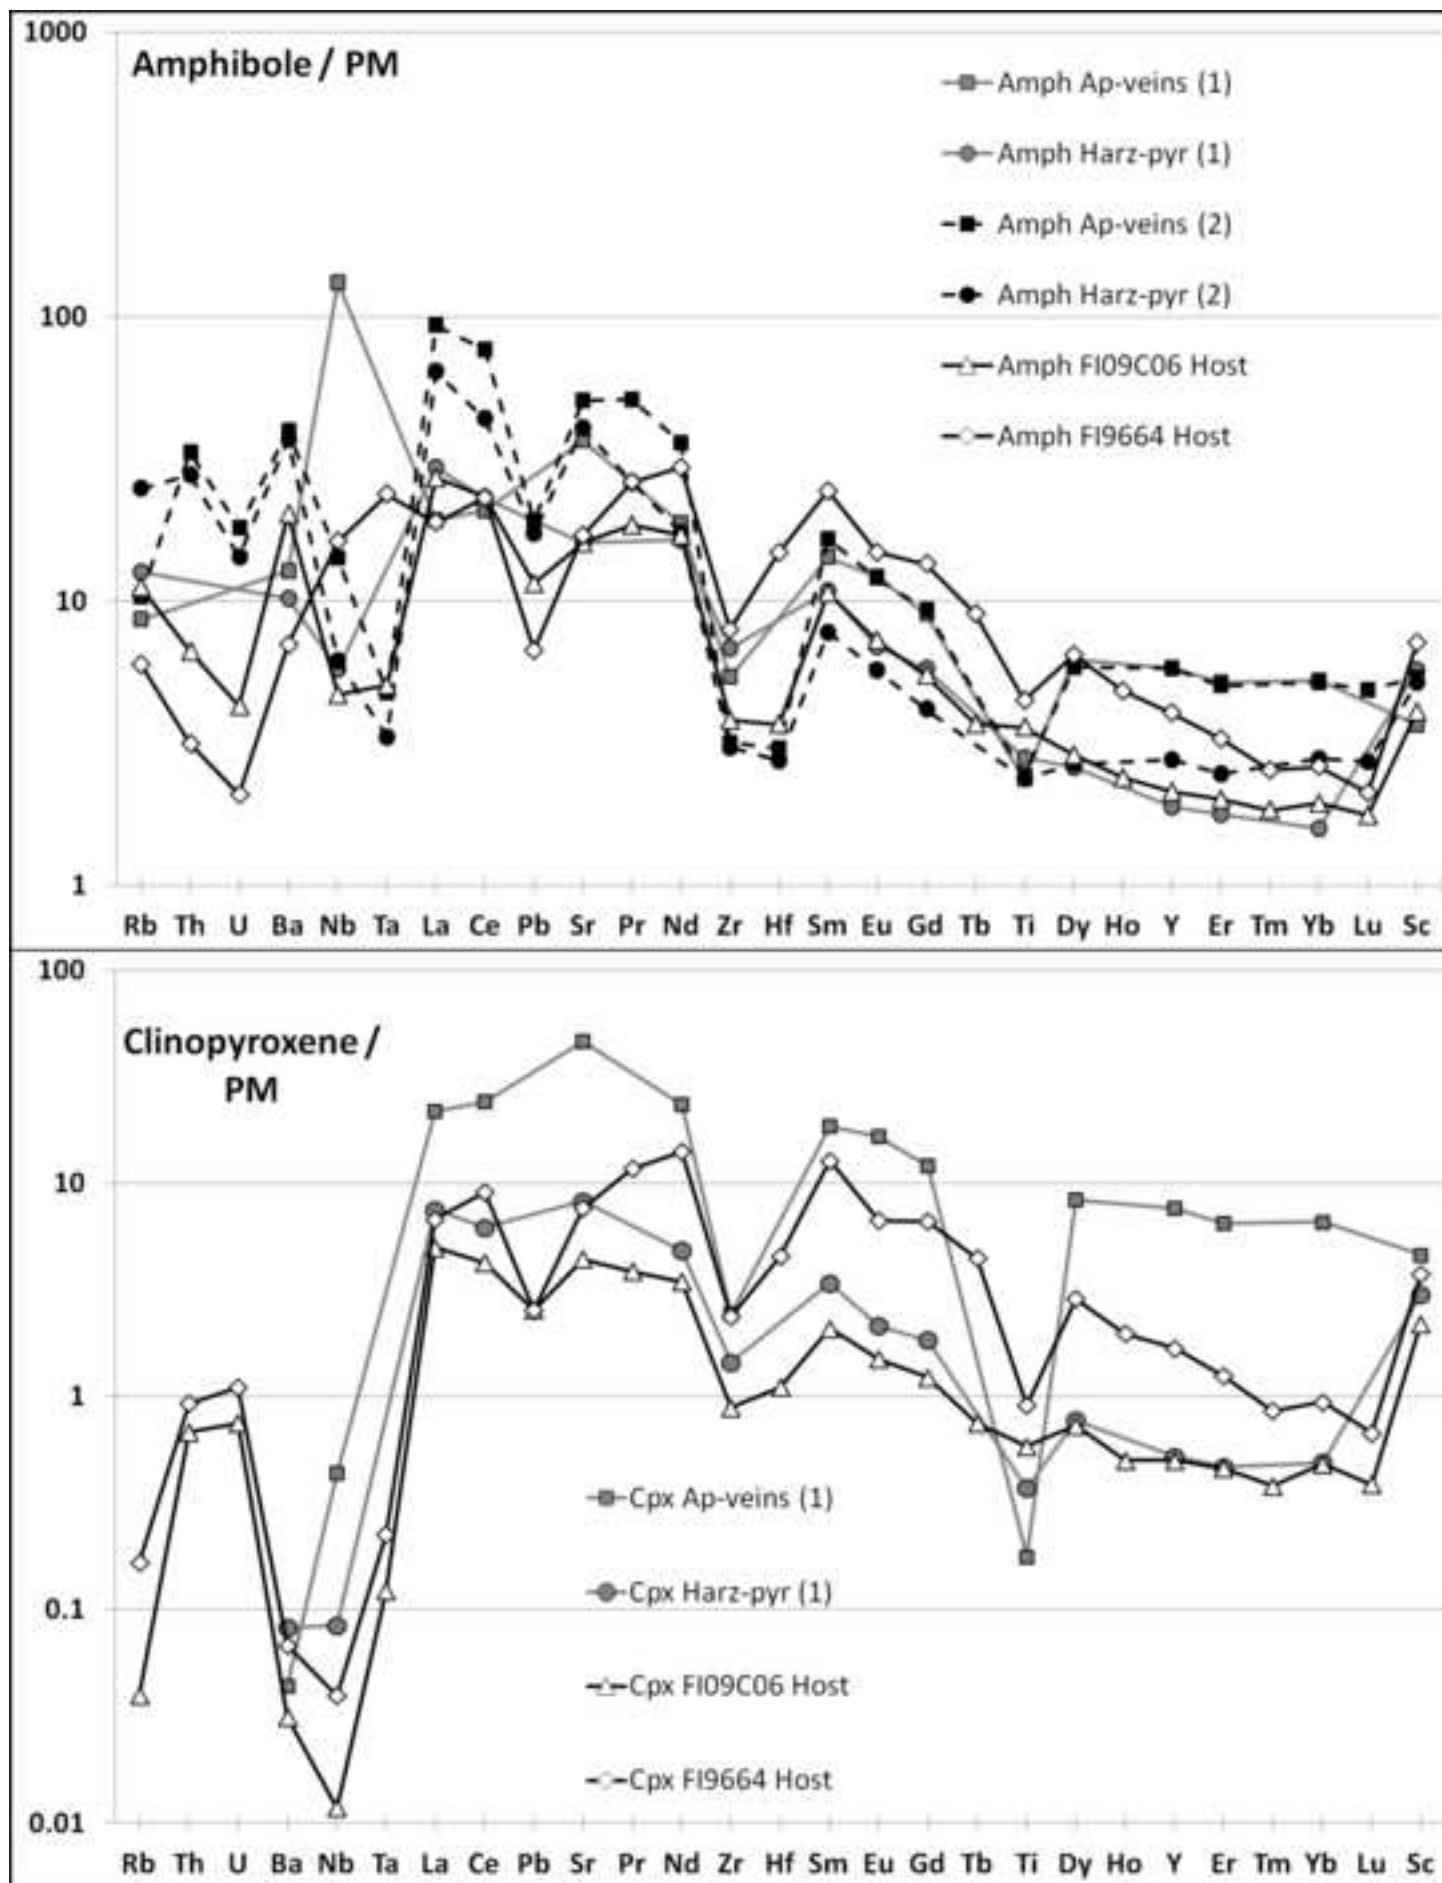 1000
Amphibole / PM
Amph Ap-veins (1)
Amph Harz-pyr (1)
Amph Ap-veins (2)
Amph Harz-pyr (2)
Amph FI09C06 Host
Amph FI9664 Host
100
10
1
Rb Th U Ba Nb Ta La Ce Pb Sr Pr Nd Zr Hf Sm Eu Gd Tb Ti Dy Ho Y Er Tm Yb Lu Sc
100
Clinopyroxene /
PM
10
1
Cpx Ap-veins (1)
Cpx Harz-pyr (1)
0.1
Cpx FI09C06 Host
Cpx FI9664 Host
0.01
Rb Th U Ba Nb Ta La Ce Pb Sr Pr Nd Zr Hf Sm Eu Gd Tb Ti Dy Ho Y Er Tm Yb Lu Sc